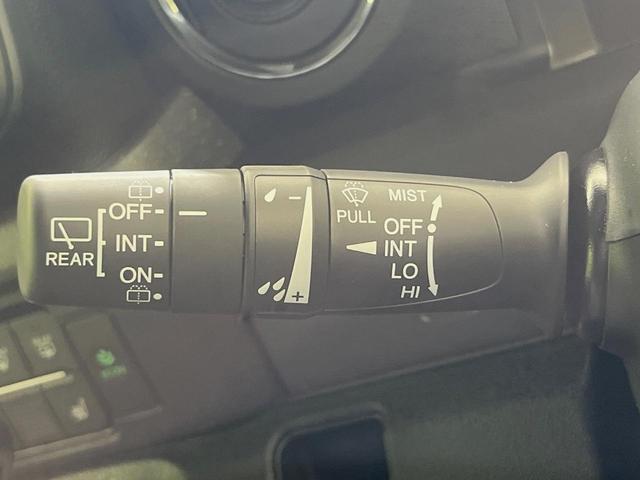 REAR
OFF
INT
ON
−
+
PULL
MIST
OFF
INT
LO
HI